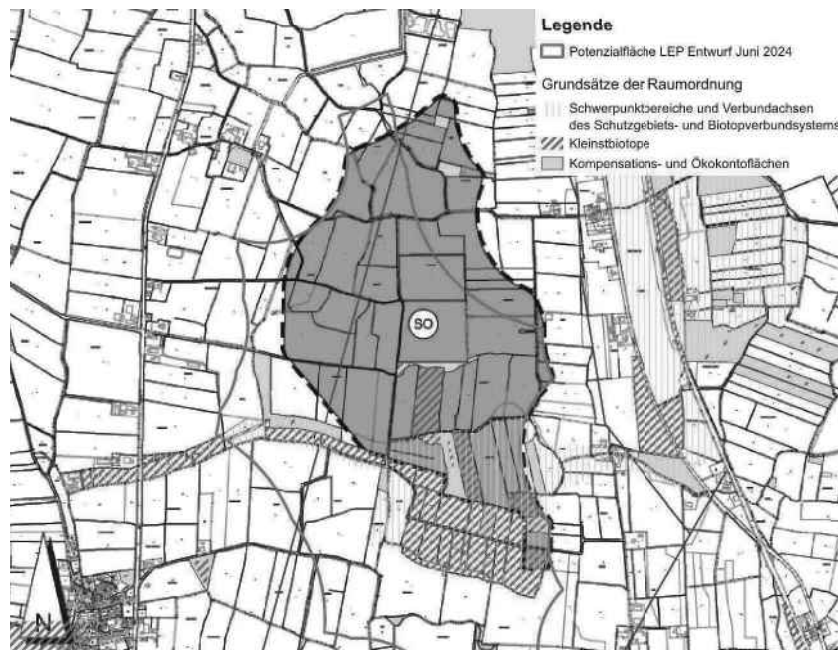 Legende
Potenzialfläche LEP Entwurf Juni 2024
Grundsätze der Raumordnung
Schwerpunktbereiche und Verbundachsen
des Schutzgebiets- und Biotopverbundsystems
Kleinstbiotope
Kompensations- und Ökokontoflächen
SO
N